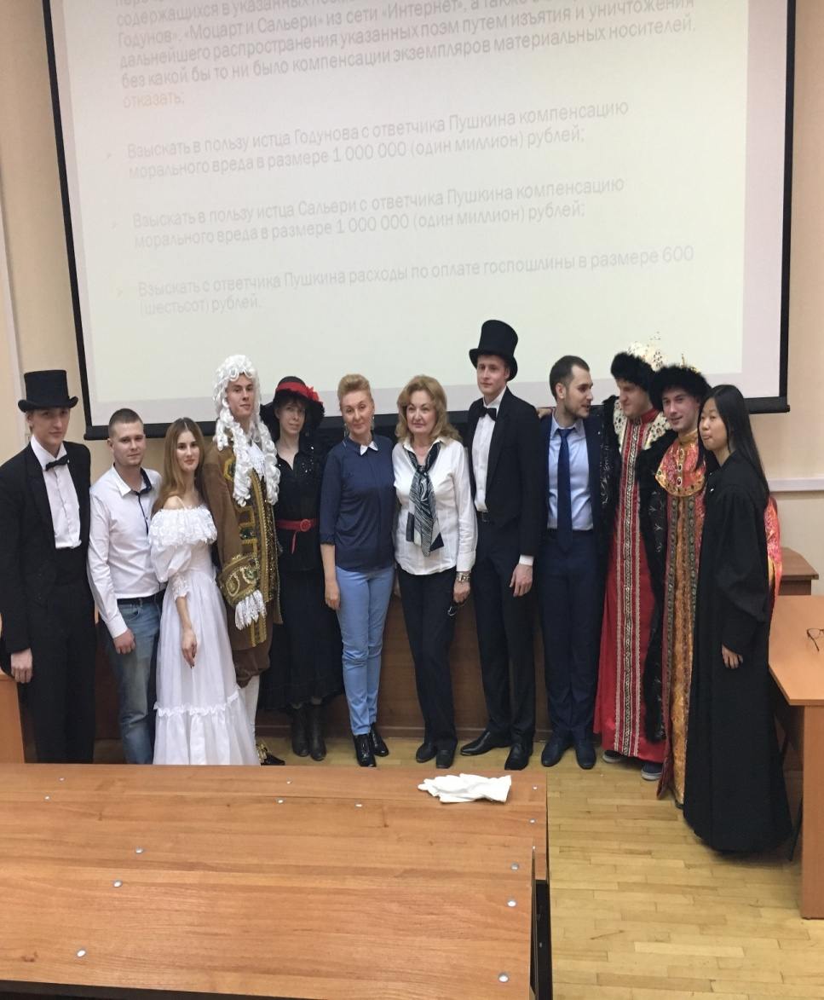 содержащихся в указанных
Годунов», «Моцарт и Сальери» из сети «Интернет», а также
дальнейшего распространения указанных поэм путем изъятия и уничтожения
без какой бы то ни было компенсации экземпляров материальных носителей,
отказать;
Взыскать в пользу истца Годунова с ответчика Пушкина компенсацию
морального вреда в размере 1 000 000 (один миллион) рублей;
Взыскать в пользу истца Сальери с ответчика Пушкина компенсацию
морального вреда в размере 1 000 000 (один миллион) рублей;
Взыскать с ответчика Пушкина расходы по оплате госпошлины в размере 600
(шестьсот) рублей.